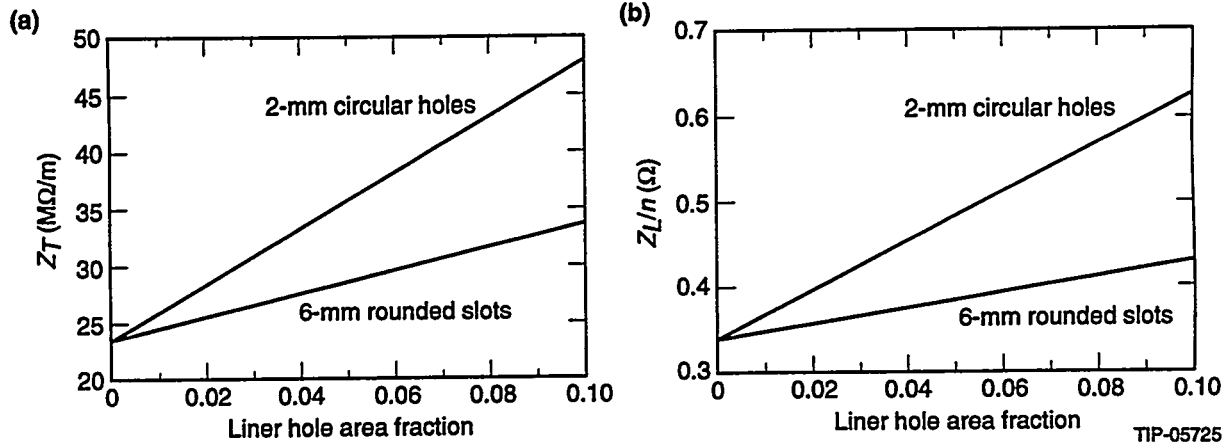 (a)
50
45
40
35
30
25
20
ZT (MΩ/m)
2-mm circular holes
6-mm rounded slots
0 0.02 0.04 0.06 0.08 0.10
Liner hole area fraction
(b)
0.7
0.6
0.5
0.4
0.3
ZL/n (Ω)
2-mm circular holes
6-mm rounded slots
0 0.02 0.04 0.06 0.08 0.10
Liner hole area fraction
TIP-05725